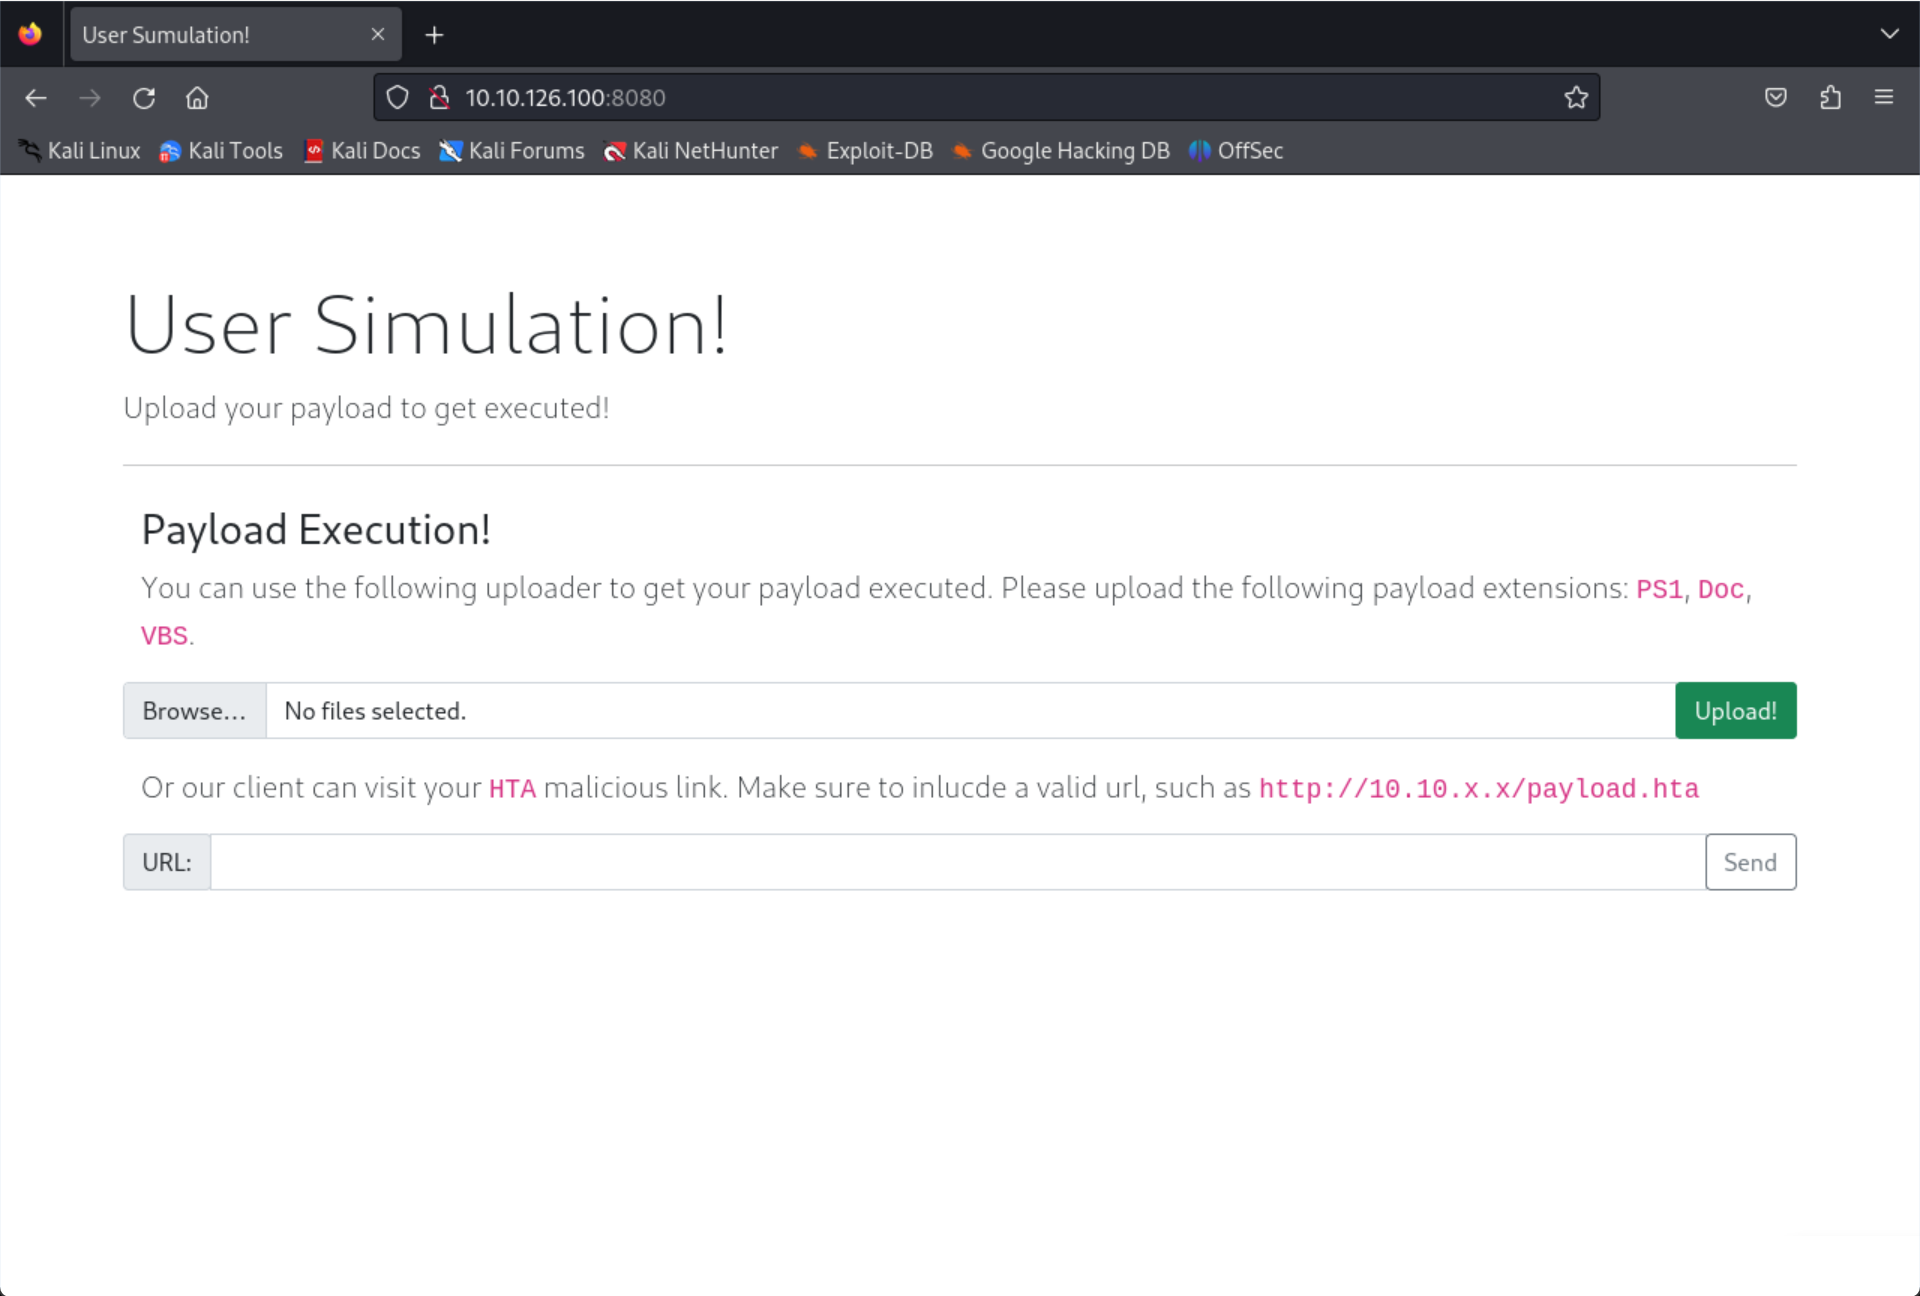 User Sumulation!
10.10.126.100:8080
Kali Linux Kali Tools Kali Docs Kali Forums Kali NetHunter Exploit-DB Google Hacking DB OffSec
User Simulation!
Upload your payload to get executed!
Payload Execution!
You can use the following uploader to get your payload executed. Please upload the following payload extensions: PS1, Doc,
VBS.
Browse... No files selected. Upload!
Or our client can visit your HTA malicious link. Make sure to inlucde a valid url, such as http://10.10.x.x/payload.hta
URL: Send